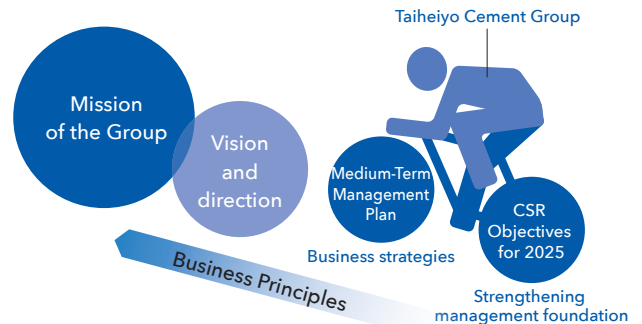 Taiheiyo Cement Group
Mission
of the Group
Vision
and
direction
Medium-Term
Management
Plan
CSR
Objectives
for 2025
Business strategies
Business Principles
Strengthening
management foundation